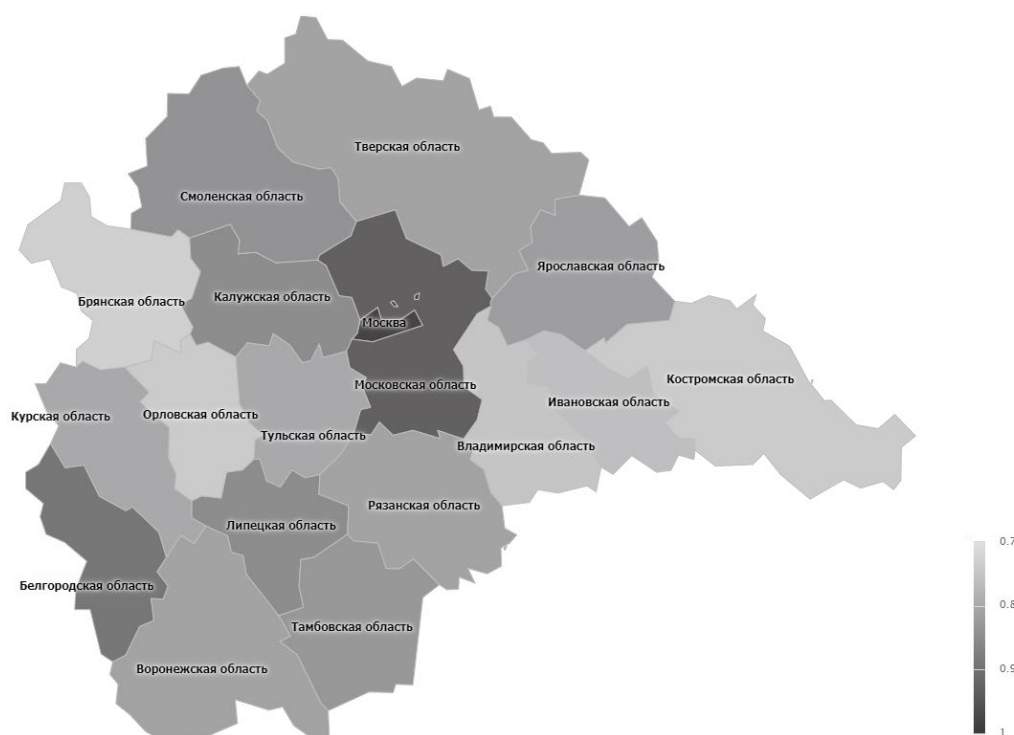 Тверская область
Смоленская область
Ярославская область
Калужская область
Брянская область
Москва
Костромская область
Московская область
Ивановская область
Орловская область
Курская область
Тульская область
Владимирская область
Рязанская область
Липецкая область
0.7
Белгородская область
0.8
Тамбовская область
Воронежская область
0.9
1